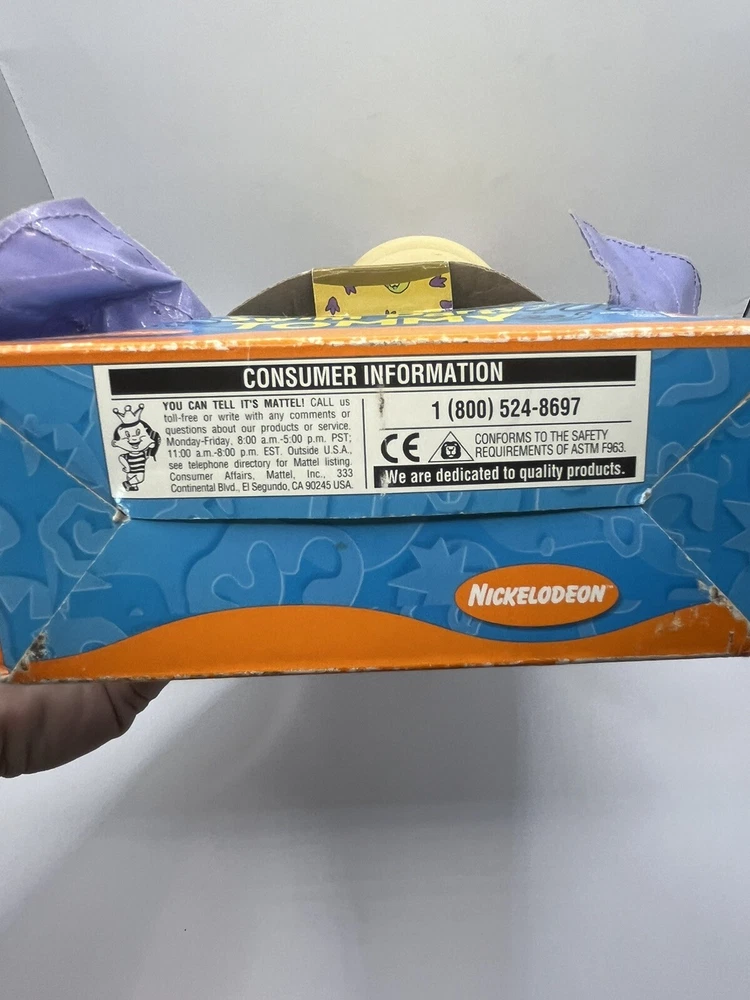 TOMMY
CONSUMER INFORMATION
YOU CAN TELL IT'S MATTEL! CALL us
toll-free or write with any comments or
questions about our products or service.
Monday-Friday, 8:00 a.m.-5:00 p.m. PST;
11:00 a.m.-8:00 p.m. EST. Outside U.S.A.,
see telephone directory for Mattel listing.
Consumer Affairs, Mattel, Inc., 333
Continental Blvd., El Segundo, CA 90245 USA.
1 (800) 524-8697
CE
CONFORMS TO THE SAFETY
REQUIREMENTS OF ASTM F963.
We are dedicated to quality products.
NICKELODEON™